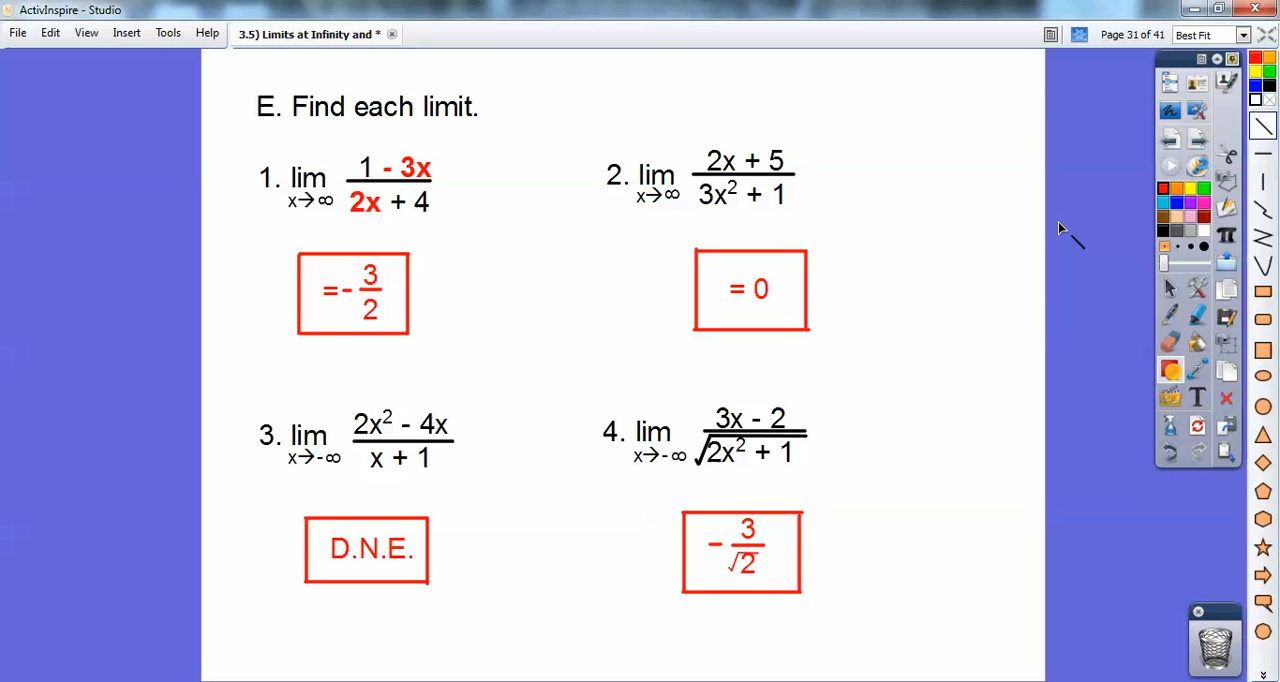 ActivInspire - Studio
File Edit View Insert Tools Help
3.5) Limits at Infinity and *
Page 31 of 41
Best Fit
E. Find each limit.
1. lim x→∞ (1 - 3x)/(2x + 4)
2. lim x→∞ (2x + 5)/(3x² + 1)
= - 3/2
= 0
3. lim x→-∞ (2x² - 4x)/(x + 1)
4. lim x→-∞ (3x - 2)/√(2x² + 1)
D.N.E.
- 3/√2